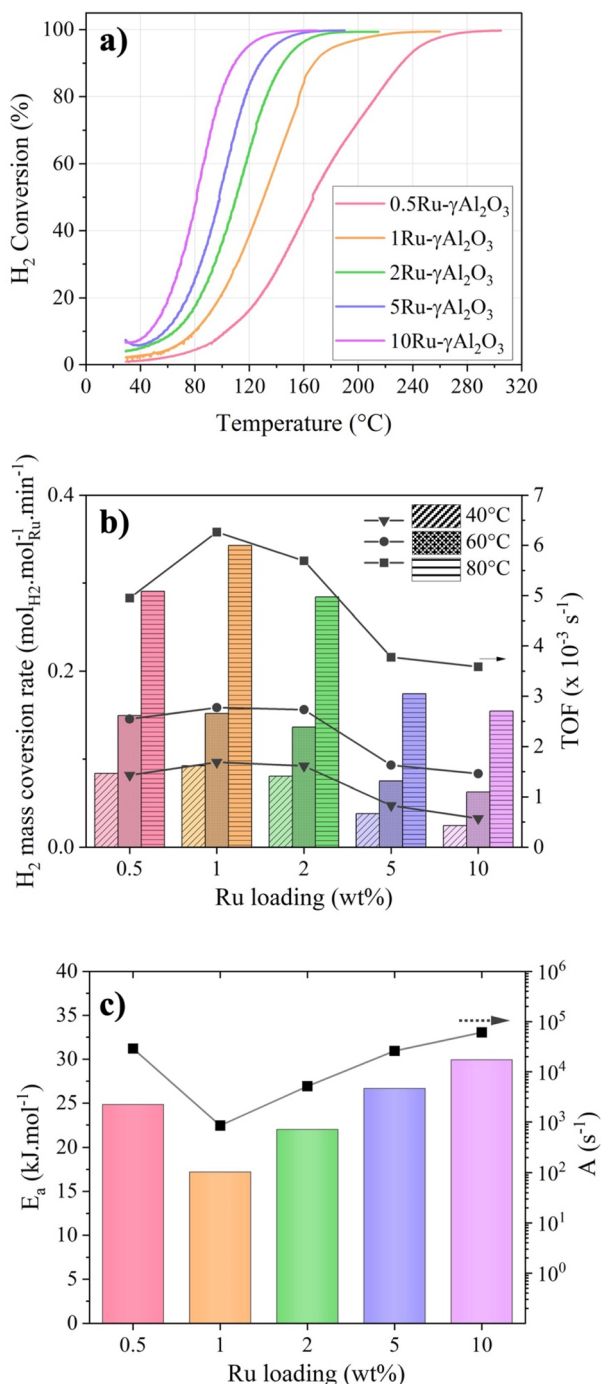 a)
H₂ Conversion (%)
100
80
60
40
20
0
0.5Ru-γAl₂O₃
1Ru-γAl₂O₃
2Ru-γAl₂O₃
5Ru-γAl₂O₃
10Ru-γAl₂O₃
0 40 80 120 160 200 240 280 320
Temperature (°C)
b)
H₂ mass coversion rate (mol_H2.mol⁻¹_Ru.min⁻¹)
0.4
0.2
0.0
40°C
60°C
80°C
7
6
5
4
3
2
1
0
TOF (x 10⁻³ s⁻¹)
0.5 1 2 5 10
Ru loading (wt%)
c)
Eₐ (kJ.mol⁻¹)
40
35
30
25
20
15
10
5
0
10⁶
10⁵
10⁴
10³
10²
10¹
10⁰
A (s⁻¹)
0.5 1 2 5 10
Ru loading (wt%)